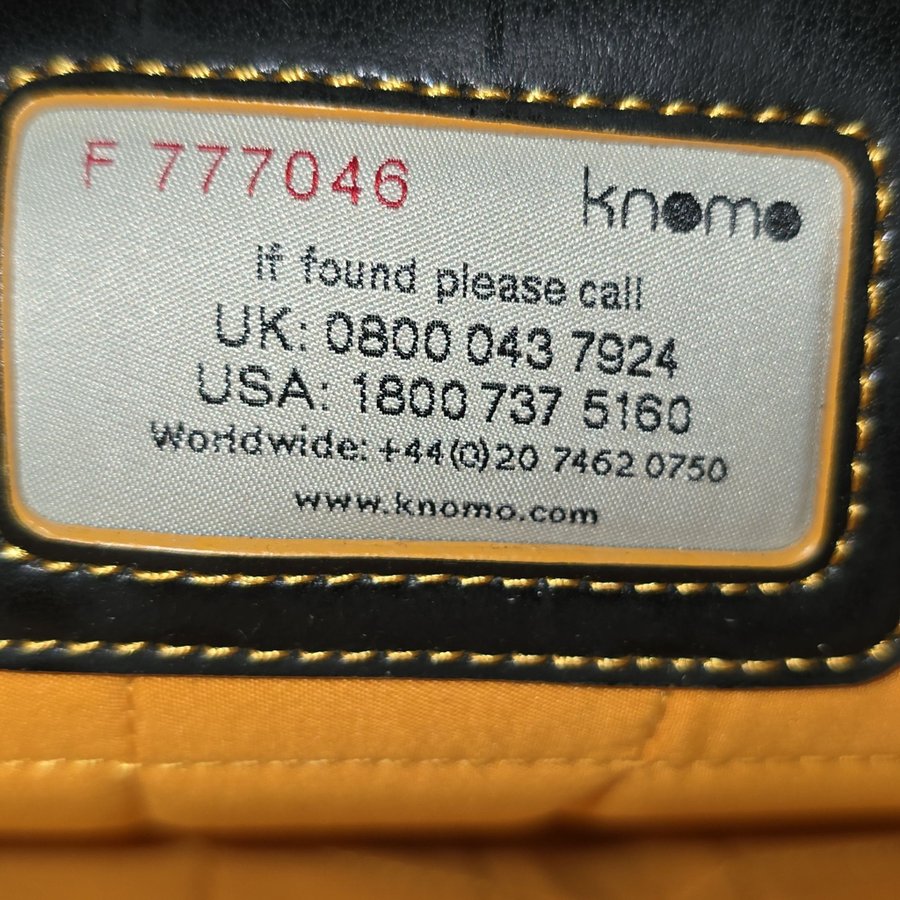 F 777046
knomo
If found please call
UK: 0800 043 7924
USA: 1800 737 5160
Worldwide: +44(0)20 7462 0750
www.knomo.com